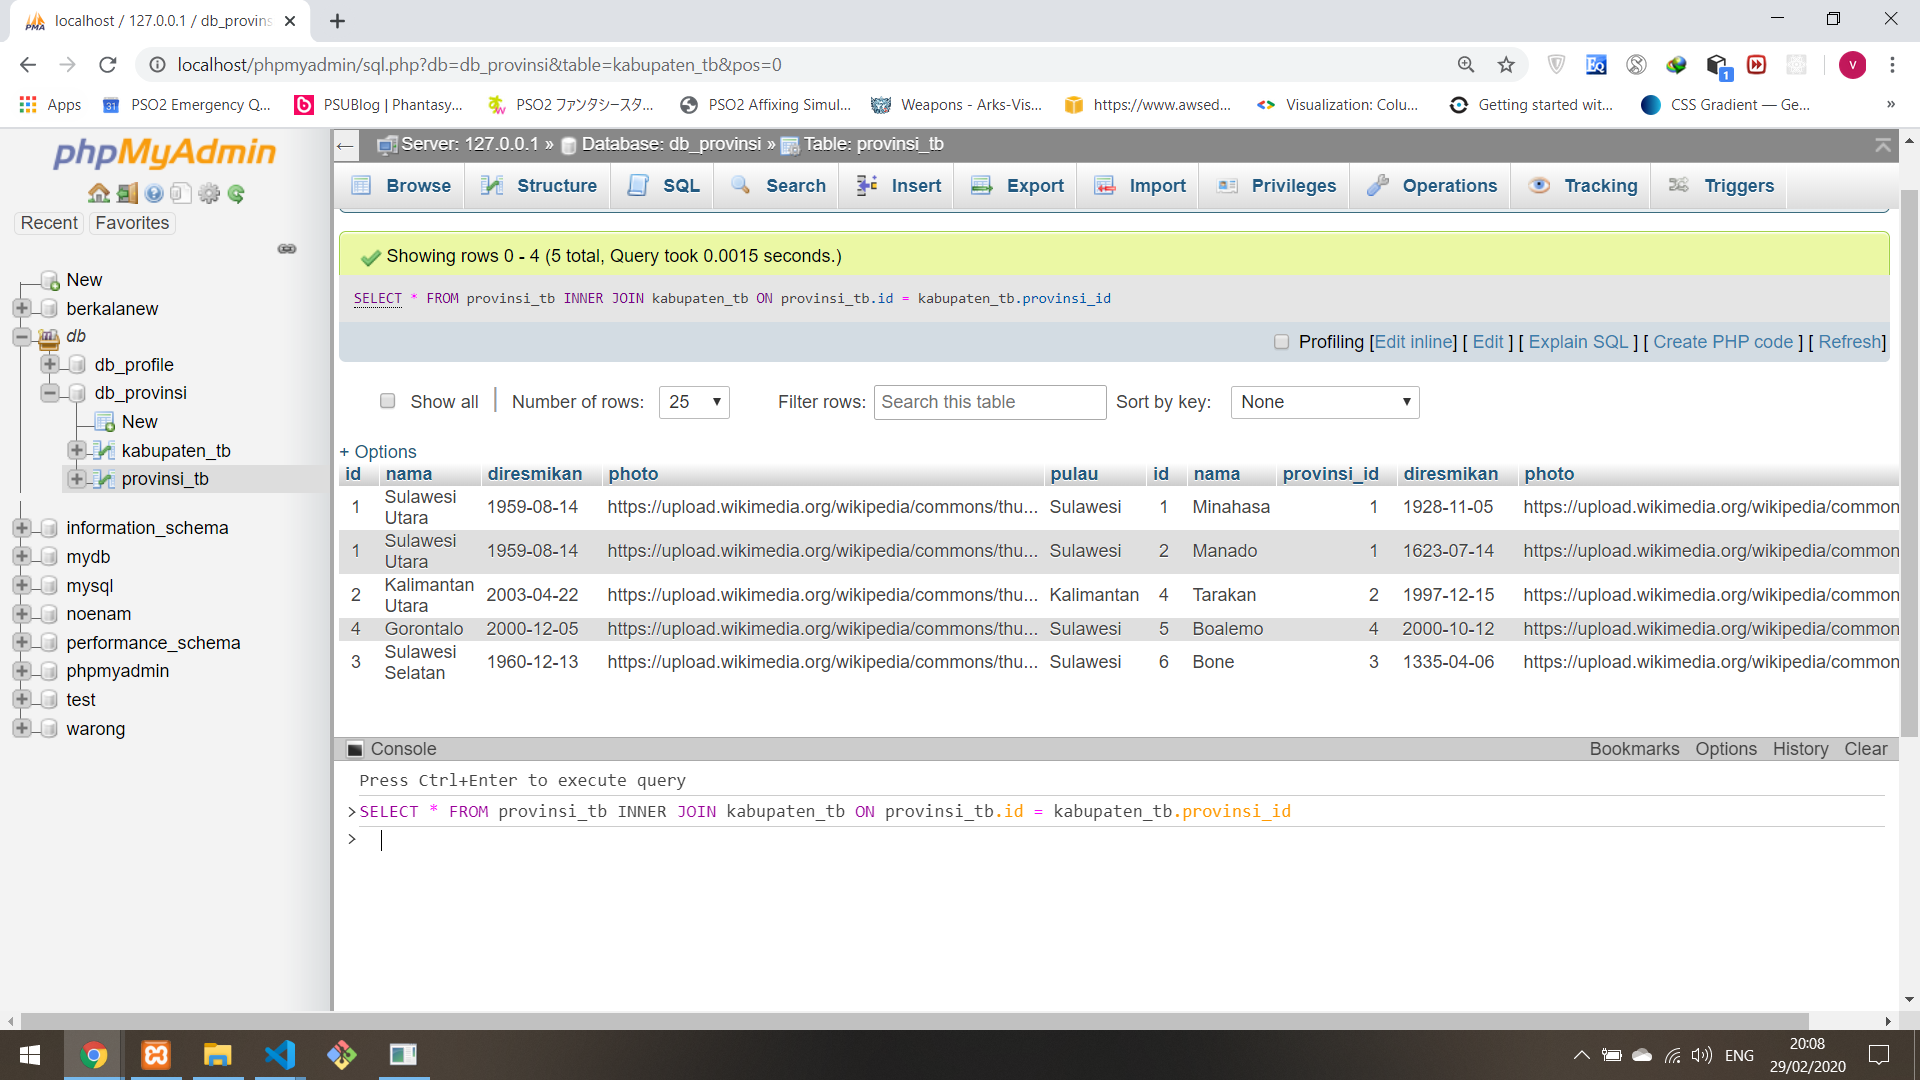 localhost / 127.0.0.1 / db_provins
localhost/phpmyadmin/sql.php?db=db_provinsi&table=kabupaten_tb&pos=0
Apps PSO2 Emergency Q... PSUBlog | Phantasy... PSO2 ファンタシースタ... PSO2 Affixing Simul... Weapons - Arks-Vis... https://www.awsed... Visualization: Colu... Getting started wit... CSS Gradient — Ge... »
phpMyAdmin
Recent Favorites
New
berkalanew
db
db_profile
db_provinsi
New
kabupaten_tb
provinsi_tb
information_schema
mydb
mysql
noenam
performance_schema
phpmyadmin
test
warong
Server: 127.0.0.1 » Database: db_provinsi » Table: provinsi_tb
Browse Structure SQL Search Insert Export Import Privileges Operations Tracking Triggers
Showing rows 0 - 4 (5 total, Query took 0.0015 seconds.)
SELECT * FROM provinsi_tb INNER JOIN kabupaten_tb ON provinsi_tb.id = kabupaten_tb.provinsi_id
Profiling [Edit inline] [ Edit ] [ Explain SQL ] [ Create PHP code ] [ Refresh]
Show all | Number of rows: 25 Filter rows: Search this table Sort by key: None
+ Options
id nama diresmikan photo pulau id nama provinsi_id diresmikan photo
1 Sulawesi Utara 1959-08-14 https://upload.wikimedia.org/wikipedia/commons/thu... Sulawesi 1 Minahasa 1 1928-11-05 https://upload.wikimedia.org/wikipedia/common
1 Sulawesi Utara 1959-08-14 https://upload.wikimedia.org/wikipedia/commons/thu... Sulawesi 2 Manado 1 1623-07-14 https://upload.wikimedia.org/wikipedia/common
2 Kalimantan Utara 2003-04-22 https://upload.wikimedia.org/wikipedia/commons/thu... Kalimantan 4 Tarakan 2 1997-12-15 https://upload.wikimedia.org/wikipedia/common
4 Gorontalo 2000-12-05 https://upload.wikimedia.org/wikipedia/commons/thu... Sulawesi 5 Boalemo 4 2000-10-12 https://upload.wikimedia.org/wikipedia/common
3 Sulawesi Selatan 1960-12-13 https://upload.wikimedia.org/wikipedia/commons/thu... Sulawesi 6 Bone 3 1335-04-06 https://upload.wikimedia.org/wikipedia/common
Console Bookmarks Options History Clear
Press Ctrl+Enter to execute query
>SELECT * FROM provinsi_tb INNER JOIN kabupaten_tb ON provinsi_tb.id = kabupaten_tb.provinsi_id
>
ENG 20:08
29/02/2020